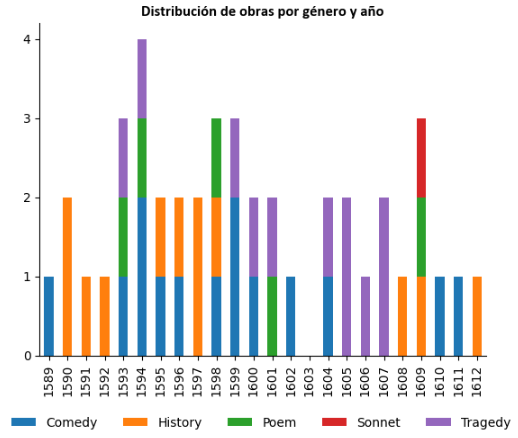 Distribución de obras por género y año
4
3
2
1
0
1589 1590 1591 1592 1593 1594 1595 1596 1597 1598 1599 1600 1601 1602 1603 1604 1605 1606 1607 1608 1609 1610 1611 1612
Comedy History Poem Sonnet Tragedy